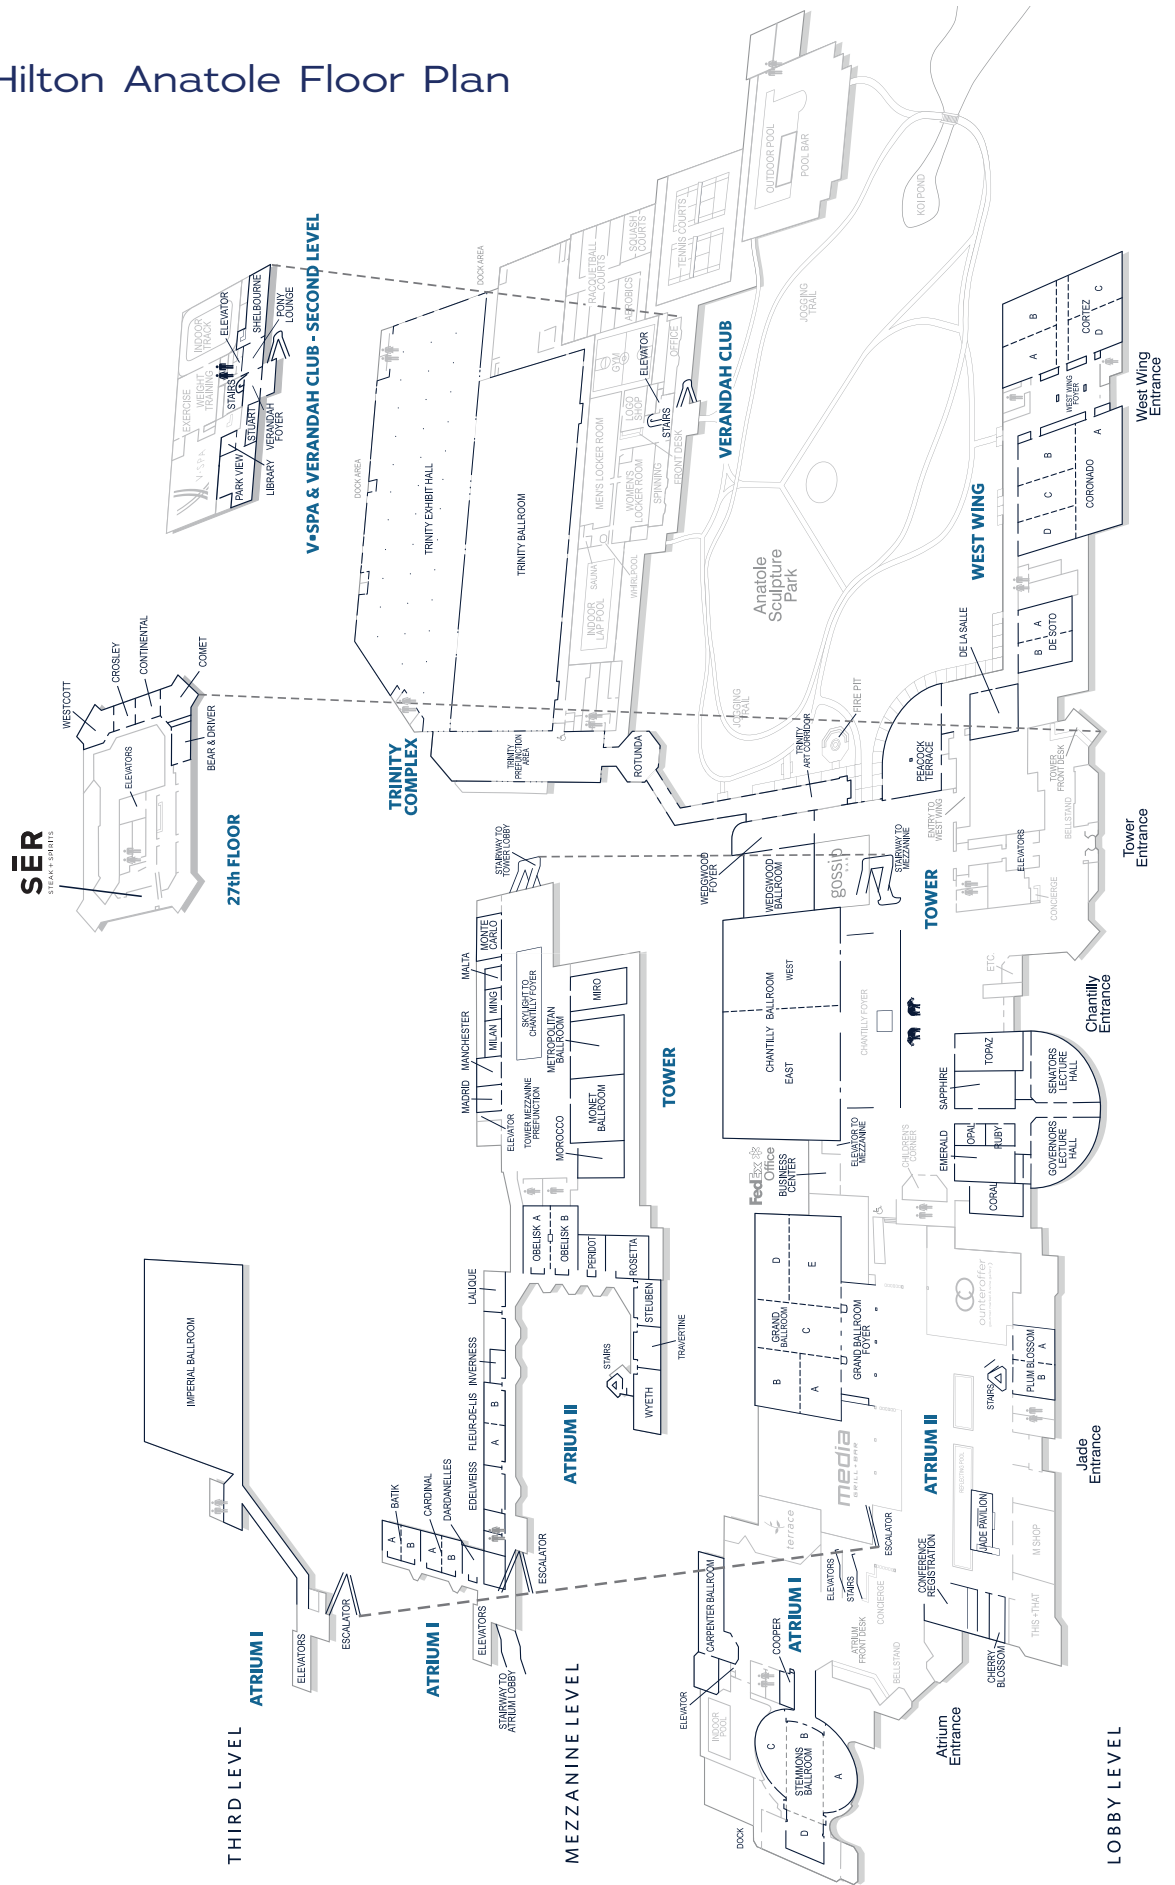 Hilton Anatole Floor Plan
SĒR
STEAK + SPIRITS
27th FLOOR
WESTCOTT
CROSLEY
CONTINENTAL
COMET
BEAR & DRIVER
ELEVATORS
V•SPA & VERANDAH CLUB - SECOND LEVEL
EXERCISE
WEIGHT
TRAINING
INDOOR
TRACK
V•SPA
STAIRS
ELEVATOR
SHELBOURNE
PONY
LOUNGE
STUART
VERANDAH
FOYER
PARK VIEW
LIBRARY
THIRD LEVEL
ATRIUM I
ELEVATORS
ESCALATOR
IMPERIAL BALLROOM
MEZZANINE LEVEL
ATRIUM I
STAIRWAY TO
ATRIUM LOBBY
ELEVATORS
ESCALATOR
A
BATIK
B
A
CARDINAL
B
DARDANELLES
EDELWEISS
FLEUR-DE-LIS
A
B
INVERNESS
LALIQUE
ATRIUM II
STAIRS
WYETH
TRAVERTINE
STEUBEN
ROSETTA
PERIDOT
OBELISK B
OBELISK A
TOWER
ELEVATOR
MADRID
MANCHESTER
MILAN
MING
MALTA
MONTE
CARLO
TOWER MEZZANINE
PREFUNCTION
SKYLIGHT TO
CHANTILLY FOYER
STAIRWAY TO
TOWER LOBBY
MOROCCO
MONET
BALLROOM
METROPOLITAN
BALLROOM
MIRO
TRINITY
COMPLEX
DOCK AREA
DOCK AREA
TRINITY EXHIBIT HALL
TRINITY BALLROOM
TRINITY
PREFUNCTION
AREA
ROTUNDA
TRINITY
ART CORRIDOR
VERANDAH CLUB
INDOOR
LAP POOL
SAUNA
WHIRLPOOL
MEN'S LOCKER ROOM
WOMEN'S
LOCKER ROOM
SPINNING
FRONT DESK
LOGO
SHOP
STAIRS
GYM
ELEVATOR
OFFICE
AEROBICS
RACQUETBALL
COURTS
SQUASH
COURTS
TENNIS COURTS
OUTDOOR POOL
POOL BAR
KOI POND
JOGGING
TRAIL
Anatole
Sculpture
Park
JOGGING
TRAIL
FIRE PIT
LOBBY LEVEL
ATRIUM I
DOCK
INDOOR
POOL
ELEVATOR
CARPENTER BALLROOM
COOPER
STEMMONS
BALLROOM
A
B
C
D
ELEVATORS
STAIRS
ESCALATOR
ATRIUM
FRONT DESK
CONCIERGE
BELLSTAND
Atrium
Entrance
terrace
media
GRILL + BAR
ATRIUM II
CONFERENCE
REGISTRATION
CHERRY
BLOSSOM
THIS + THAT
M SHOP
JADE PAVILION
REFLECTING POOL
STAIRS
PLUM BLOSSOM
B
A
Jade
Entrance
counteroffer
GRAND
BALLROOM
A
B
C
D
E
GRAND BALLROOM
FOYER
FedEx
Office
BUSINESS
CENTER
ELEVATOR TO
MEZZANINE
CHILDREN'S
CORNER
CORAL
EMERALD
OPAL
RUBY
SAPPHIRE
TOPAZ
GOVERNORS
LECTURE
HALL
SENATORS
LECTURE
HALL
Chantilly
Entrance
CHANTILLY BALLROOM
EAST
WEST
CHANTILLY FOYER
ETC.
TOWER
WEDGWOOD
FOYER
WEDGWOOD
BALLROOM
gossip
STAIRWAY TO
MEZZANINE
CONCIERGE
ELEVATORS
BELLSTAND
TOWER
FRONT DESK
ENTRY TO
WEST WING
Tower
Entrance
PEACOCK
TERRACE
WEST WING
DE LA SALLE
DE SOTO
B
A
CORONADO
D
C
B
A
WEST WING
FOYER
CORTEZ
A
B
C
D
West Wing
Entrance